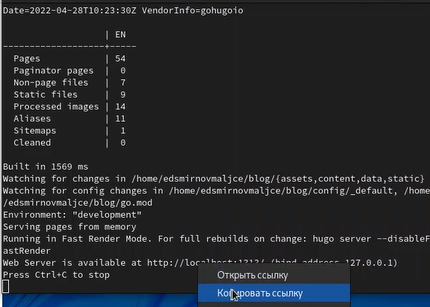 Date=2022-04-28T10:23:30Z VendorInfo=gohugoio
| EN
-------------------+-----
Pages | 54
Paginator pages | 0
Non-page files | 7
Static files | 9
Processed images | 14
Aliases | 11
Sitemaps | 1
Cleaned | 0
Built in 1569 ms
Watching for changes in /home/edsmirnovmaljce/blog/{assets,content,data,static}
Watching for config changes in /home/edsmirnovmaljce/blog/config/_default, /home
/edsmirnovmaljce/blog/go.mod
Environment: "development"
Serving pages from memory
Running in Fast Render Mode. For full rebuilds on change: hugo server --disableF
astRender
Web Server is available at http://localhost:1313/ (bind address 127.0.0.1)
Press Ctrl+C to stop
Открыть ссылку
Копировать ссылку